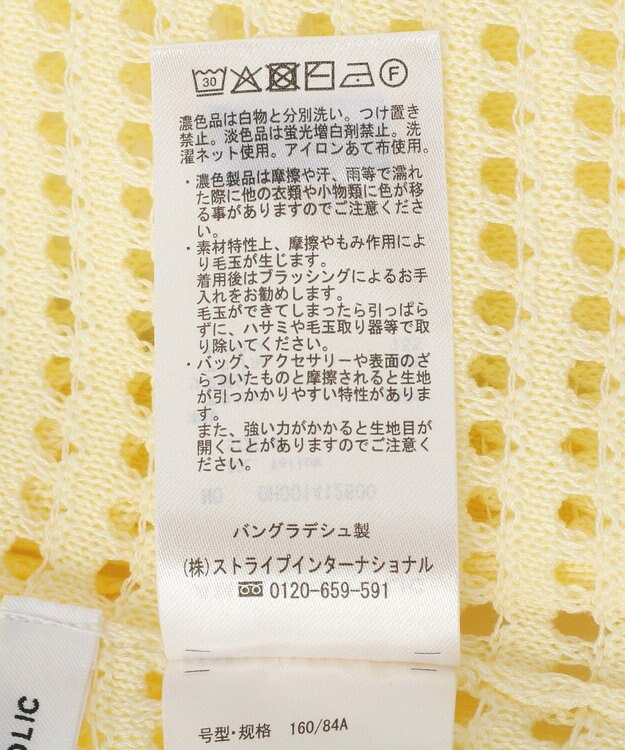 30 F
濃色品は白物と分別洗い。つけ置き
禁止。淡色品は蛍光増白剤禁止。洗
濯ネット使用。アイロンあて布使用。
・濃色製品は摩擦や汗、雨等で濡れ
た際に他の衣類や小物類に色が移
る事がありますのでご注意くださ
い。
・素材特性上、摩擦やもみ作用によ
り毛玉が生じます。
着用後はブラッシングによるお手
入れをお勧めします。
毛玉ができてしまったら引っぱら
ずに、ハサミや毛玉取り器等で取
り除いてください。
・バッグ、アクセサリーや表面のざ
らついたものと摩擦されると生地
が引っかかりやすい特性がありま
す。
また、強い力がかかると生地目が
開くことがありますのでご注意く
ださい。
バングラデシュ製
(株)ストライプインターナショナル
0120-659-591
号型·规格 160/84A
OLIC